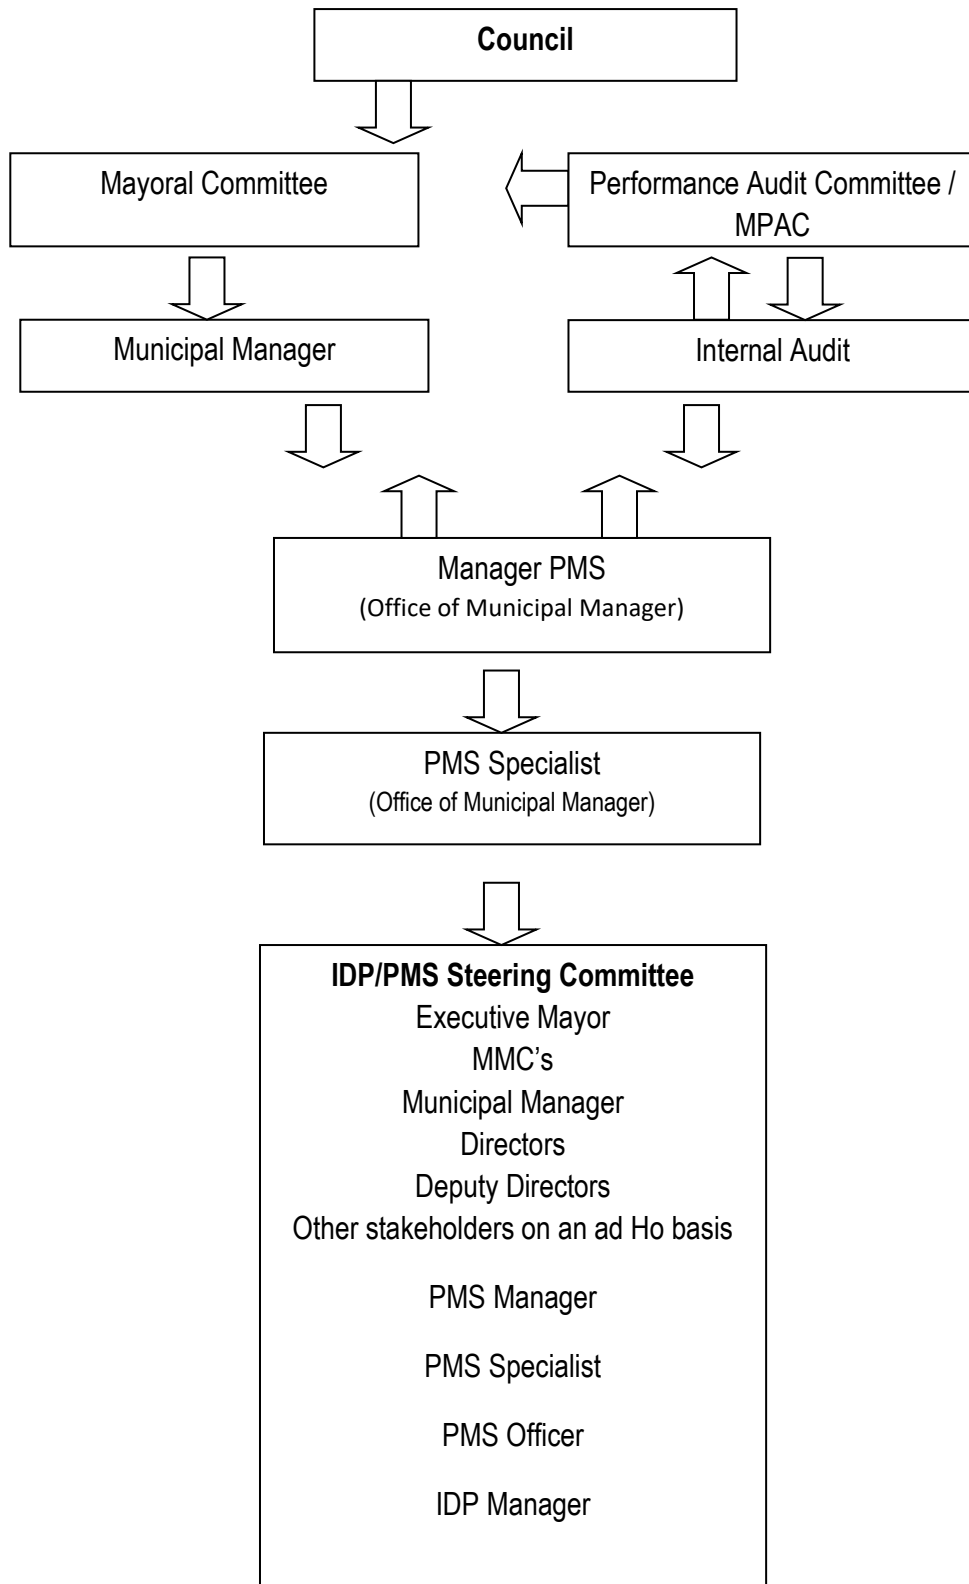 Council
Mayoral Committee
Performance Audit Committee /
MPAC
Municipal Manager
Internal Audit
Manager PMS
(Office of Municipal Manager)
PMS Specialist
(Office of Municipal Manager)
IDP/PMS Steering Committee
Executive Mayor
MMC’s
Municipal Manager
Directors
Deputy Directors
Other stakeholders on an ad Ho basis
PMS Manager
PMS Specialist
PMS Officer
IDP Manager